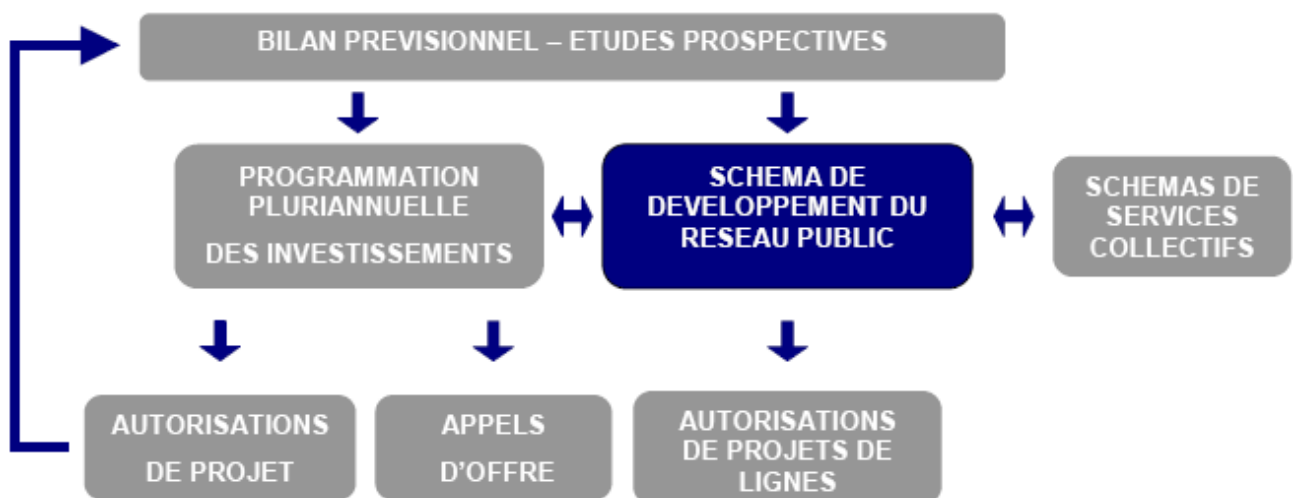 BILAN PREVISIONNEL – ETUDES PROSPECTIVES
PROGRAMMATION
PLURIANNUELLE
DES INVESTISSEMENTS
SCHEMA DE
DEVELOPPEMENT DU
RESEAU PUBLIC
SCHEMAS DE
SERVICES
COLLECTIFS
AUTORISATIONS
DE PROJET
APPELS
D’OFFRE
AUTORISATIONS
DE PROJETS DE
LIGNES